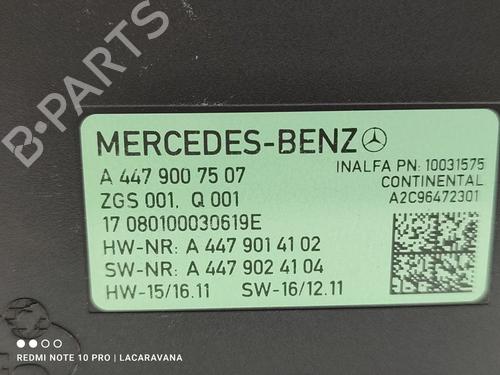 B-PARTS
MERCEDES-BENZ
A 447 900 75 07
INALFA PN: 10031575
ZGS 001, Q 001
CONTINENTAL
A2C96472301
17 080100030619E
HW-NR: A 447 901 41 02
SW-NR: A 447 902 41 04
HW-15/16.11 SW-16/12.11
REDMI NOTE 10 PRO | LACARAVANA